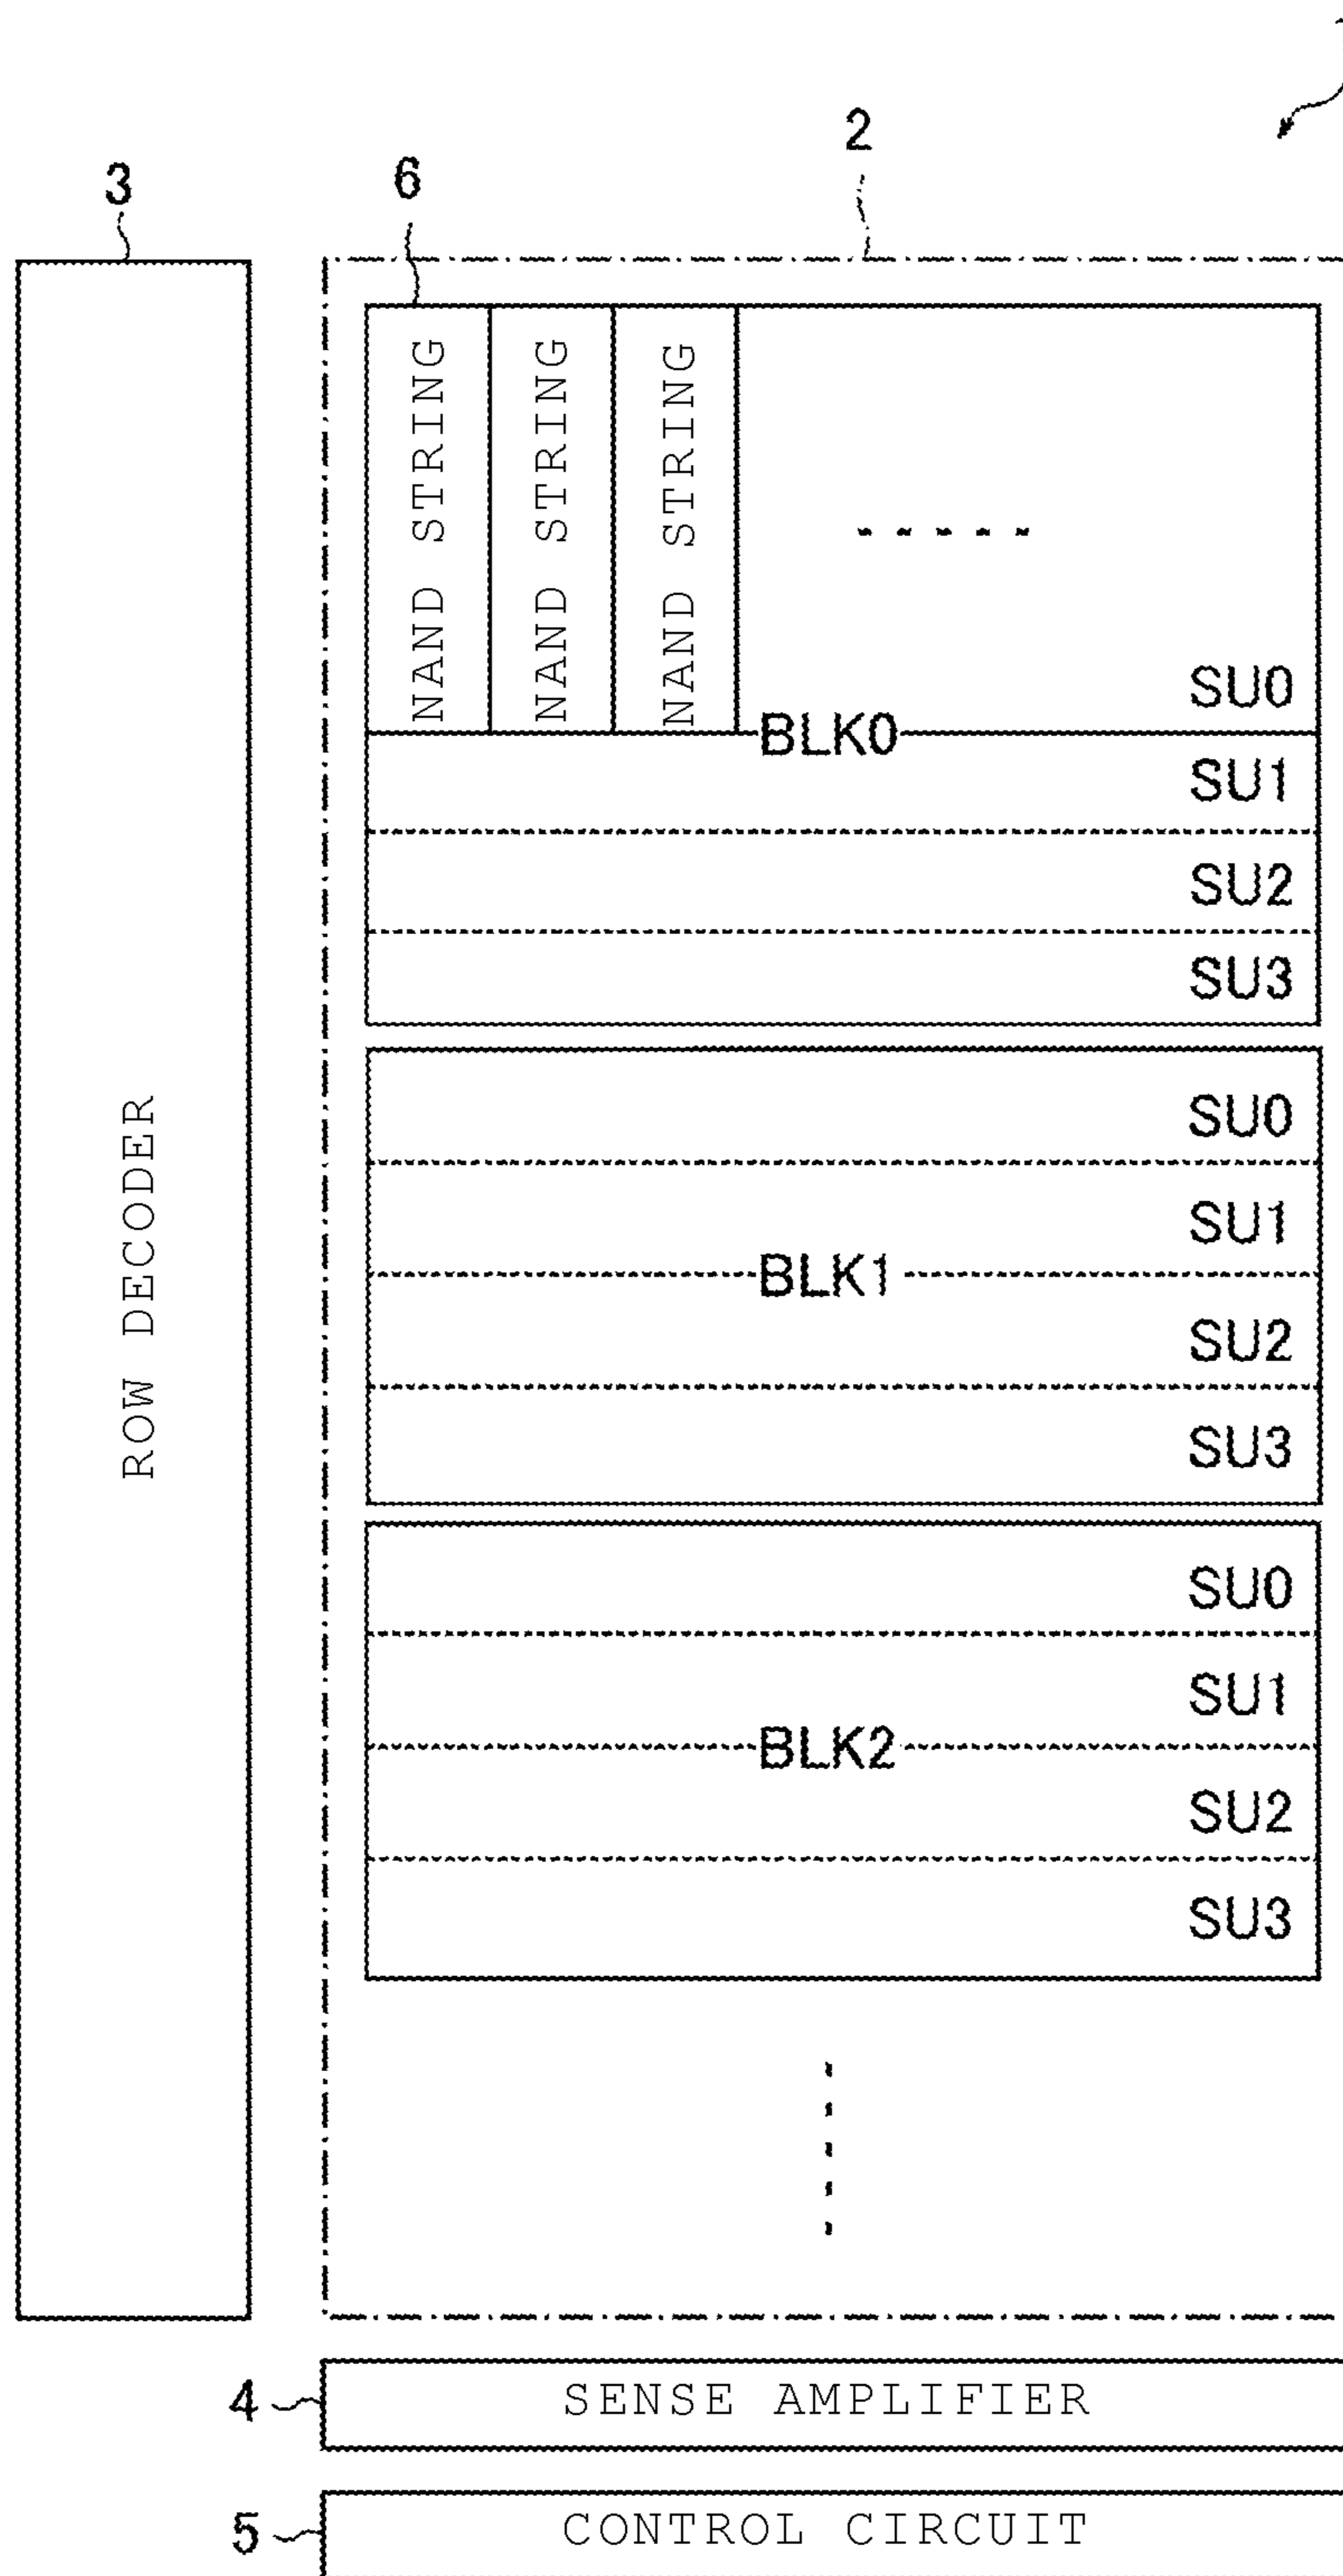 2
3
6
NAND STRING
NAND STRING
NAND STRING
SU0
BLK0
SU1
SU2
SU3
SU0
SU1
BLK1
SU2
SU3
ROW DECODER
SU0
SU1
BLK2
SU2
SU3
4
SENSE AMPLIFIER
5
CONTROL CIRCUIT